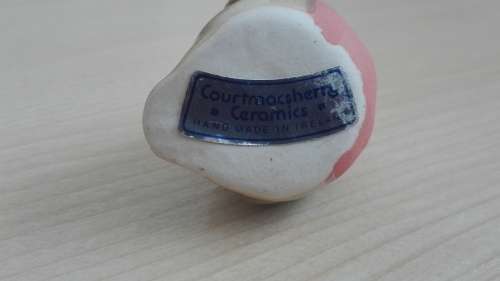 Courtmacsherry
Ceramics
HAND MADE IN IRELAND